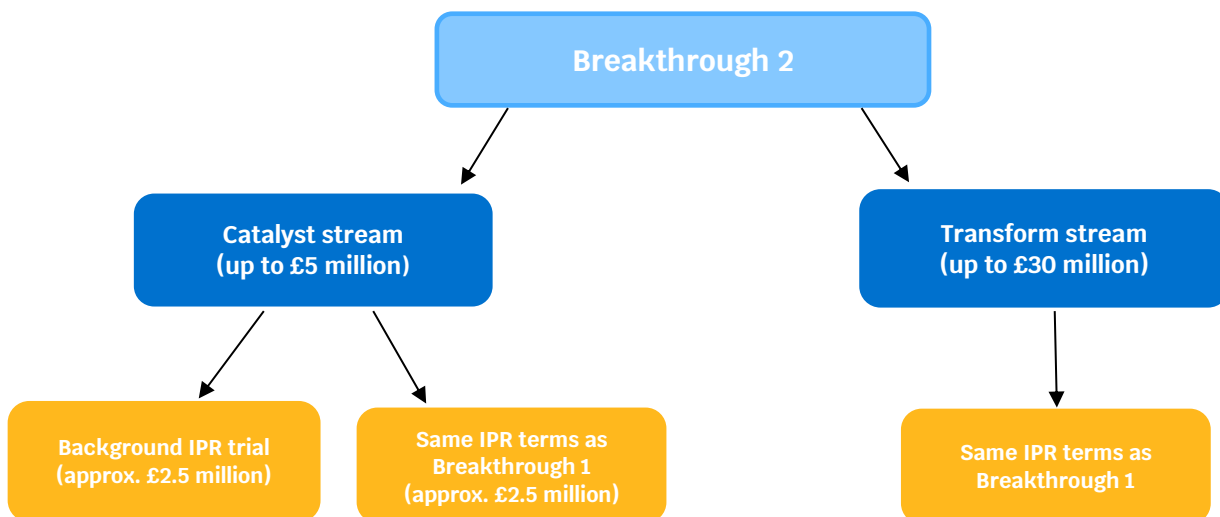 Breakthrough 2
Catalyst stream
(up to £5 million)
Transform stream
(up to £30 million)
Background IPR trial
(approx. £2.5 million)
Same IPR terms as
Breakthrough 1
(approx. £2.5 million)
Same IPR terms as
Breakthrough 1